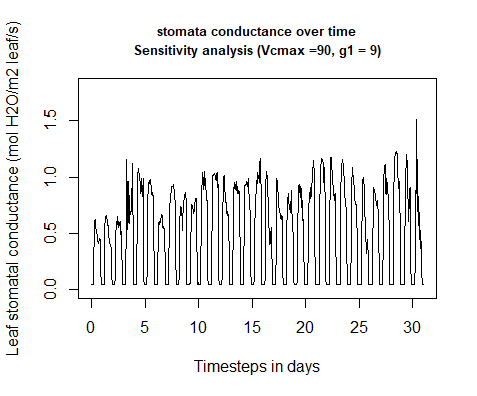 stomata conductance over time
Sensitivity analysis (Vcmax =90, g1 = 9)
Leaf stomatal conductance (mol H2O/m2 leaf/s)
1.5
1.0
0.5
0.0
0 5 10 15 20 25 30
Timesteps in days